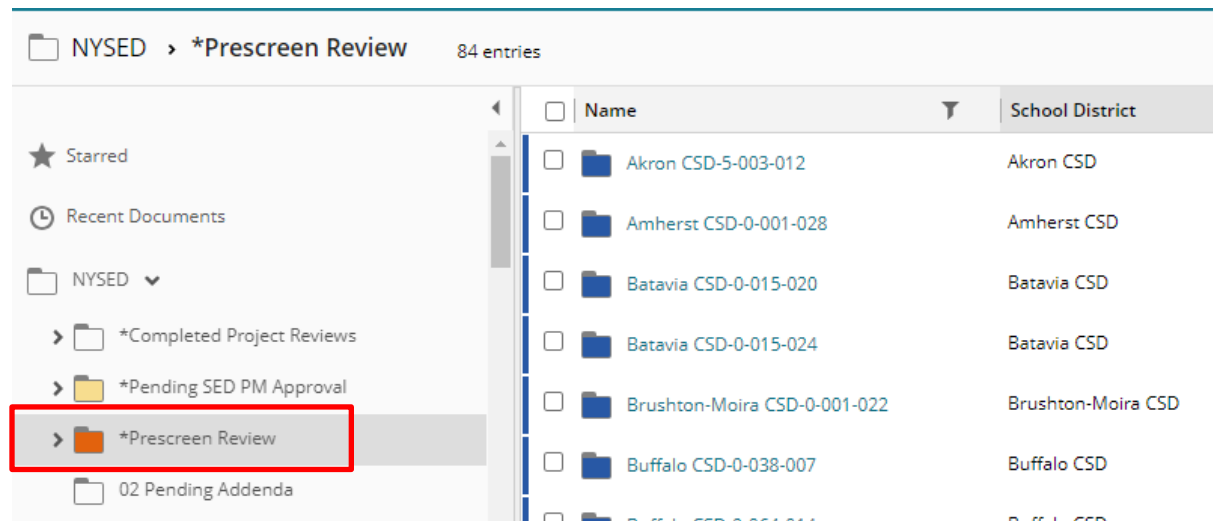 NYSED > *Prescreen Review 84 entries
Name School District
Starred
Recent Documents
NYSED
*Completed Project Reviews
*Pending SED PM Approval
*Prescreen Review
02 Pending Addenda
Akron CSD-5-003-012 Akron CSD
Amherst CSD-0-001-028 Amherst CSD
Batavia CSD-0-015-020 Batavia CSD
Batavia CSD-0-015-024 Batavia CSD
Brushton-Moira CSD-0-001-022 Brushton-Moira CSD
Buffalo CSD-0-038-007 Buffalo CSD